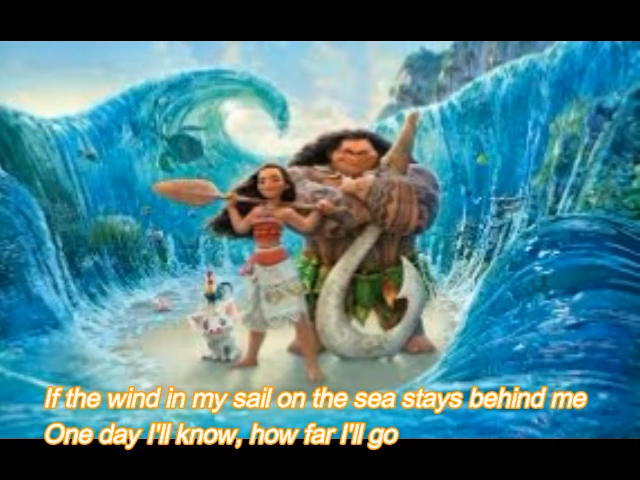 If the wind in my sail on the sea stays behind me
One day I'll know, how far I'll go